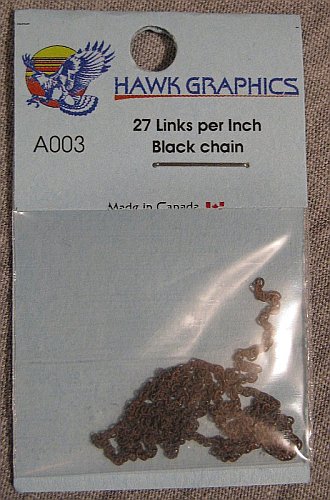 HAWK GRAPHICS
27 Links per Inch
A003
Black chain
Made in Canada